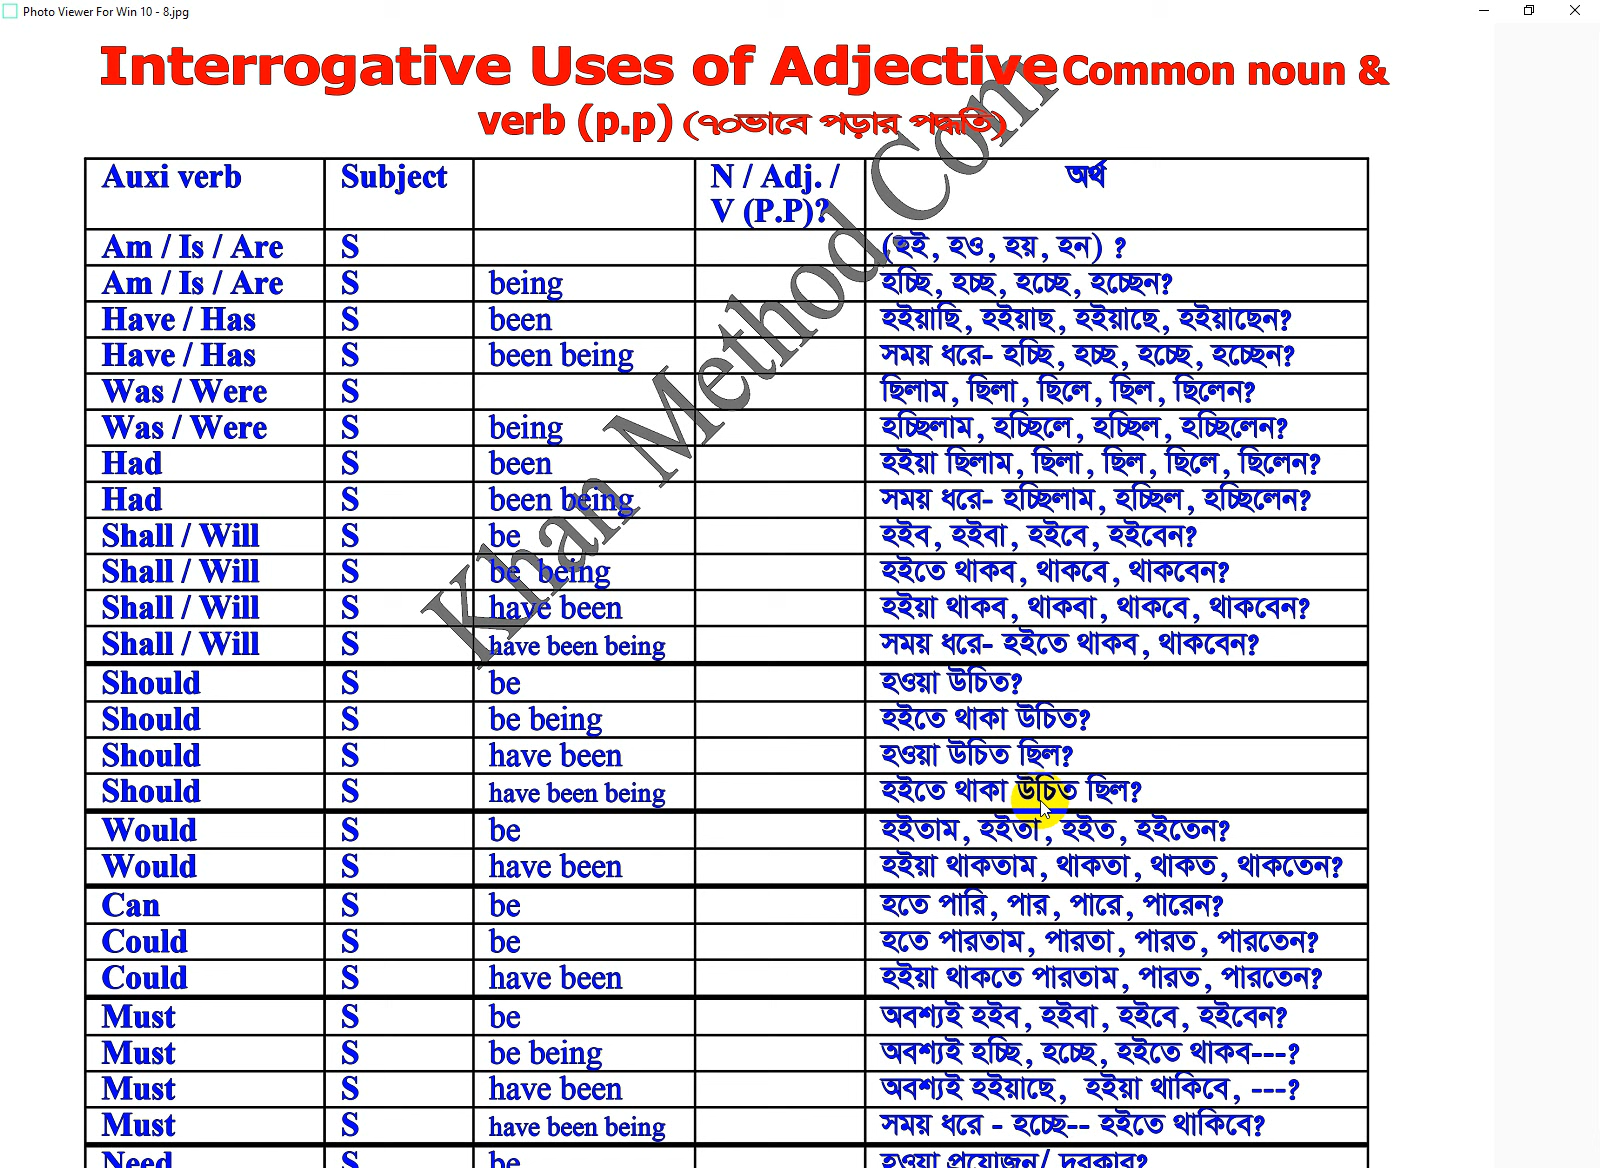 Photo Viewer For Win 10 - 8.jpg
Interrogative Uses of Adjective Common noun &
verb (p.p) (৭০ভাবে পড়ার পদ্ধতি)
Auxi verb Subject N / Adj. / অর্থ
V (P.P)?
Am / Is / Are S (হই, হও, হয়, হন) ?
Am / Is / Are S being হচ্ছি, হচ্ছ, হচ্ছে, হচ্ছেন?
Have / Has S been হইয়াছি, হইয়াছ, হইয়াছে, হইয়াছেন?
Have / Has S been being সময় ধরে- হচ্ছি, হচ্ছ, হচ্ছে, হচ্ছেন?
Was / Were S ছিলাম, ছিলা, ছিলে, ছিল, ছিলেন?
Was / Were S being হচ্ছিলাম, হচ্ছিলে, হচ্ছিল, হচ্ছিলেন?
Had S been হইয়া ছিলাম, ছিলা, ছিল, ছিলে, ছিলেন?
Had S been being সময় ধরে- হচ্ছিলাম, হচ্ছিল, হচ্ছিলেন?
Shall / Will S be হইব, হইবা, হইবে, হইবেন?
Shall / Will S be being হইতে থাকব, থাকবে, থাকবেন?
Shall / Will S have been হইয়া থাকব, থাকবা, থাকবে, থাকবেন?
Shall / Will S have been being সময় ধরে- হইতে থাকব, থাকবেন?
Should S be হওয়া উচিত?
Should S be being হইতে থাকা উচিত?
Should S have been হওয়া উচিত ছিল?
Should S have been being হইতে থাকা উচিত ছিল?
Would S be হইতাম, হইতা, হইত, হইতেন?
Would S have been হইয়া থাকতাম, থাকতা, থাকত, থাকতেন?
Can S be হতে পারি, পার, পারে, পারেন?
Could S be হতে পারতাম, পারতা, পারত, পারতেন?
Could S have been হইয়া থাকতে পারতাম, পারত, পারতেন?
Must S be অবশ্যই হইব, হইবা, হইবে, হইবেন?
Must S be being অবশ্যই হচ্ছি, হচ্ছে, হইতে থাকব---?
Must S have been অবশ্যই হইয়াছে, হইয়া থাকিবে, ---?
Must S have been being সময় ধরে - হচ্ছে-- হইতে থাকিবে?
Need S be হওয়া প্রয়োজন/ দরকার?
Khan Method Com